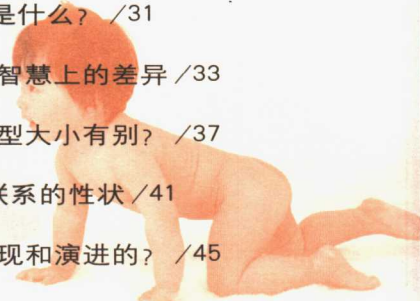 是什么？ /31
智慧上的差异 /33
型大小有别？ /37
关系的性状 /41
现和演进的？ /45